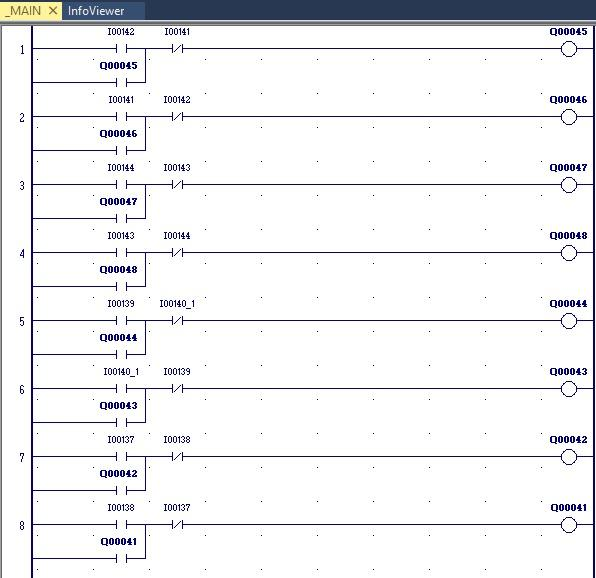 _MAIN × InfoViewer
I00142 I00141 Q00045
1
Q00045
I00141 I00142 Q00046
2
Q00046
I00144 I00143 Q00047
3
Q00047
I00143 I00144 Q00048
4
Q00048
I00139 I00140_1 Q00044
5
Q00044
I00140_1 I00139 Q00043
6
Q00043
I00137 I00138 Q00042
7
Q00042
I00138 I00137 Q00041
8
Q00041